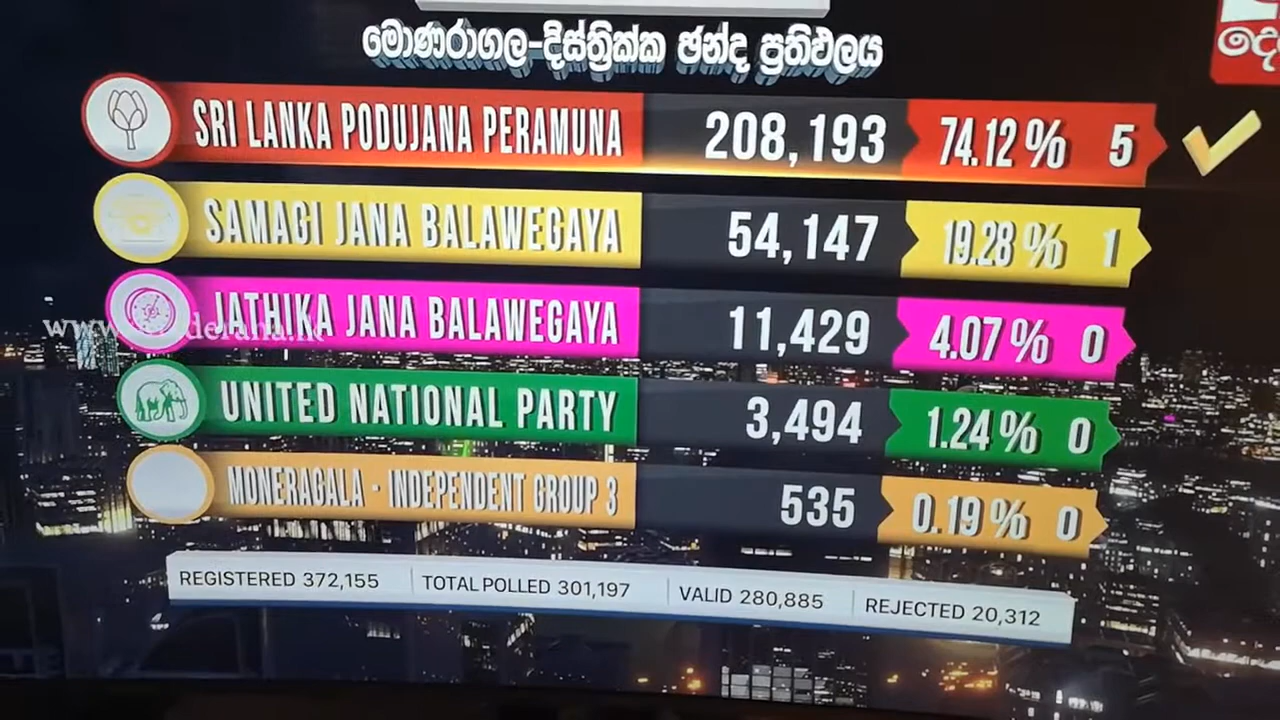 මොණරාගල-දිස්ත්‍රික්ක ඡන්ද ප්‍රතිඵලය
SRI LANKA PODUJANA PERAMUNA 208,193 74.12% 5
SAMAGI JANA BALAWEGAYA 54,147 19.28% 1
JATHIKA JANA BALAWEGAYA 11,429 4.07% 0
UNITED NATIONAL PARTY 3,494 1.24% 0
MONERAGALA - INDEPENDENT GROUP 3 535 0.19% 0
REGISTERED 372,155 TOTAL POLLED 301,197 VALID 280,885 REJECTED 20,312